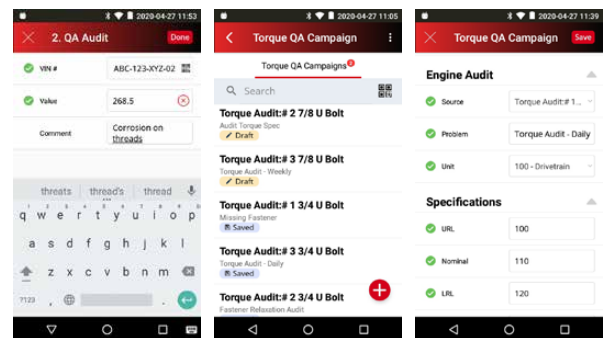 2020-04-27 11:53
2. QA Audit
Done
VIN #
ABC-123-XYZ-02
Value
268.5
Comment
Corrosion on
threads
threats thread's thread
q w e r t y u i o p
a s d f g h j k l
z x c v b n m
?123 , .
2020-04-27 11:05
Torque QA Campaign
Torque QA Campaigns 2
Search
Torque Audit:# 2 7/8 U Bolt
Audit Torque Spec
Draft
Torque Audit:# 3 7/8 U Bolt
Torque Audit - Weekly
Draft
Torque Audit:# 1 3/4 U Bolt
Missing Fastener
Saved
Torque Audit:# 3 3/4 U Bolt
Torque Audit - Daily
Saved
Torque Audit:# 2 3/4 U Bolt
Fastener Relaxation Audit
2020-04-27 11:39
Torque QA Campaign
Save
Engine Audit
Source
Torque Audit:# 1...
Problem
Torque Audit - Daily
Unit
100 - Drivetrain
Specifications
URL
100
Nominal
110
LRL
120